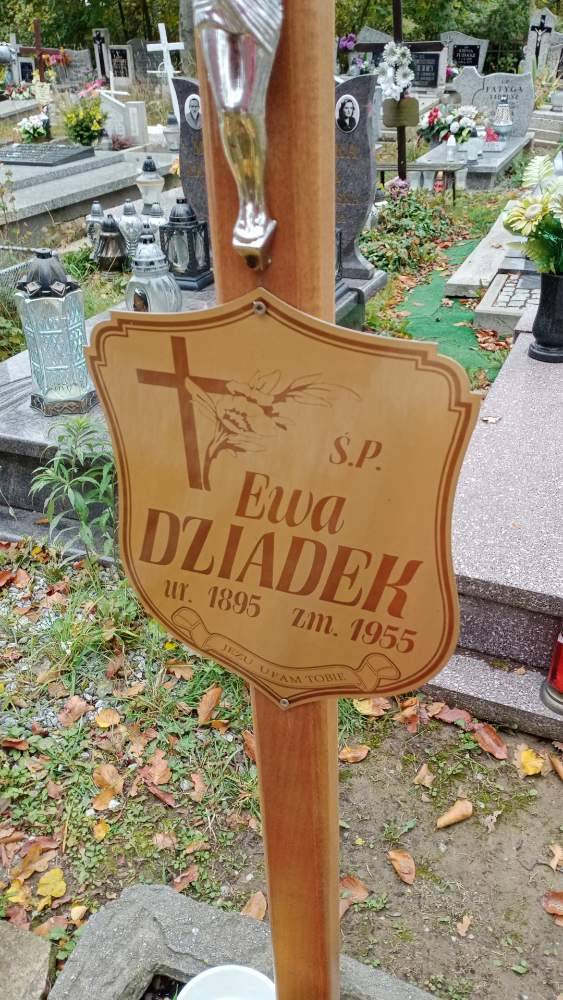 Ś.P.
Ewa
DZIADEK
ur. 1895 zm. 1955
JEZU UFAM TOBIE